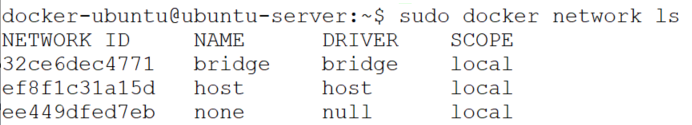 docker-ubuntu@ubuntu-server:~$ sudo docker network ls
NETWORK ID NAME DRIVER SCOPE
632ce6dec4771 bridge bridge local
ef8f1c31a15d host host local
ee449dfed7eb none null local